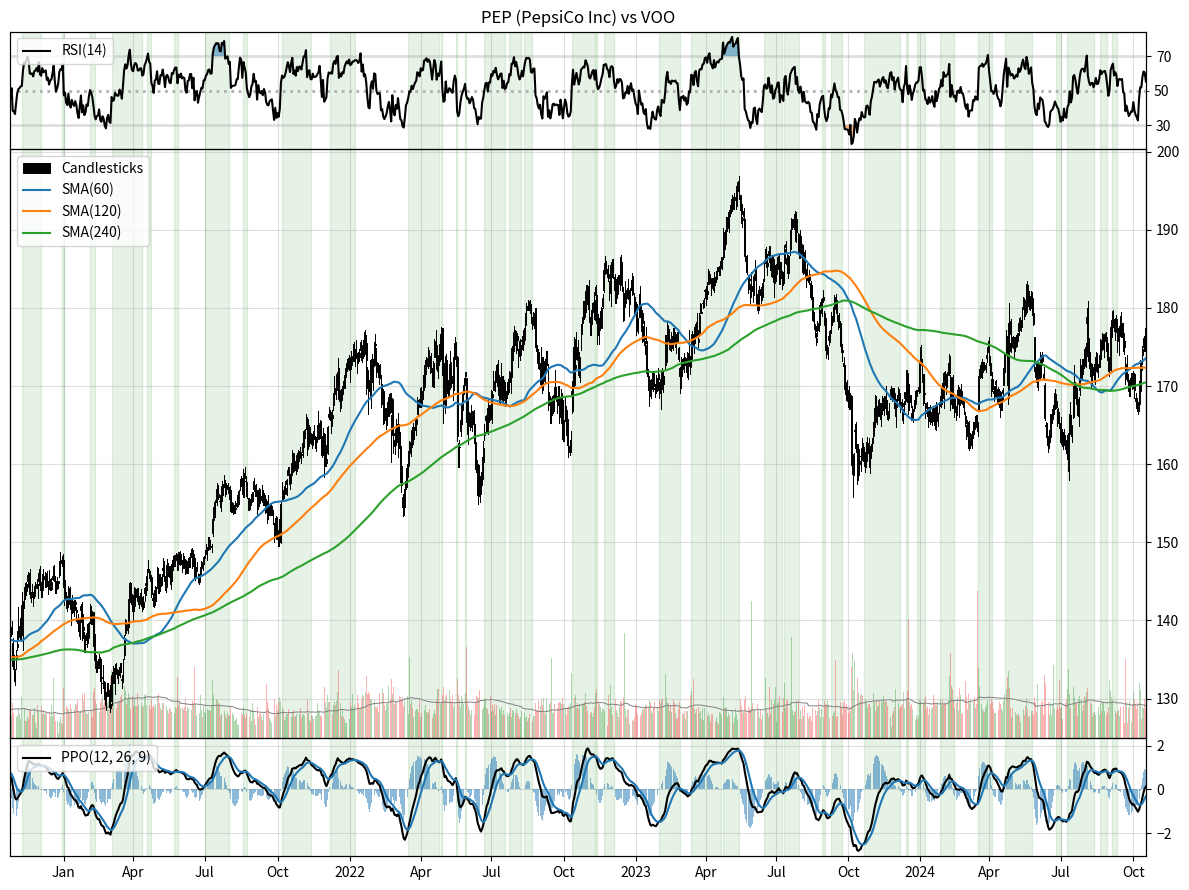 PEP (PepsiCo Inc) vs VOO
RSI(14)
70
50
30
200
Candlesticks
SMA(60)
SMA(120)
SMA(240)
190
180
170
160
150
140
130
PPO(12, 26, 9)
2
0
−2
Jan Apr Jul Oct 2022 Apr Jul Oct 2023 Apr Jul Oct 2024 Apr Jul Oct